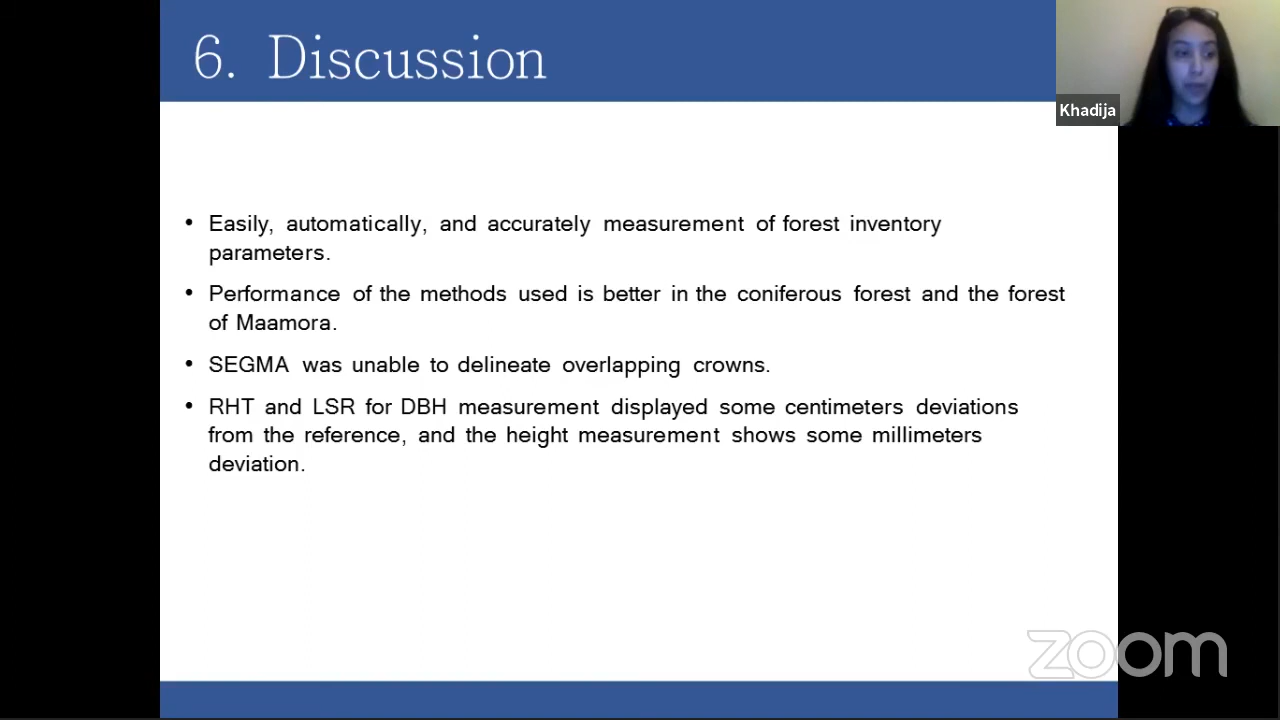 6. Discussion
Khadija
• Easily, automatically, and accurately measurement of forest inventory
parameters.
• Performance of the methods used is better in the coniferous forest and the forest
of Maamora.
• SEGMA was unable to delineate overlapping crowns.
• RHT and LSR for DBH measurement displayed some centimeters deviations
from the reference, and the height measurement shows some millimeters
deviation.
zoom